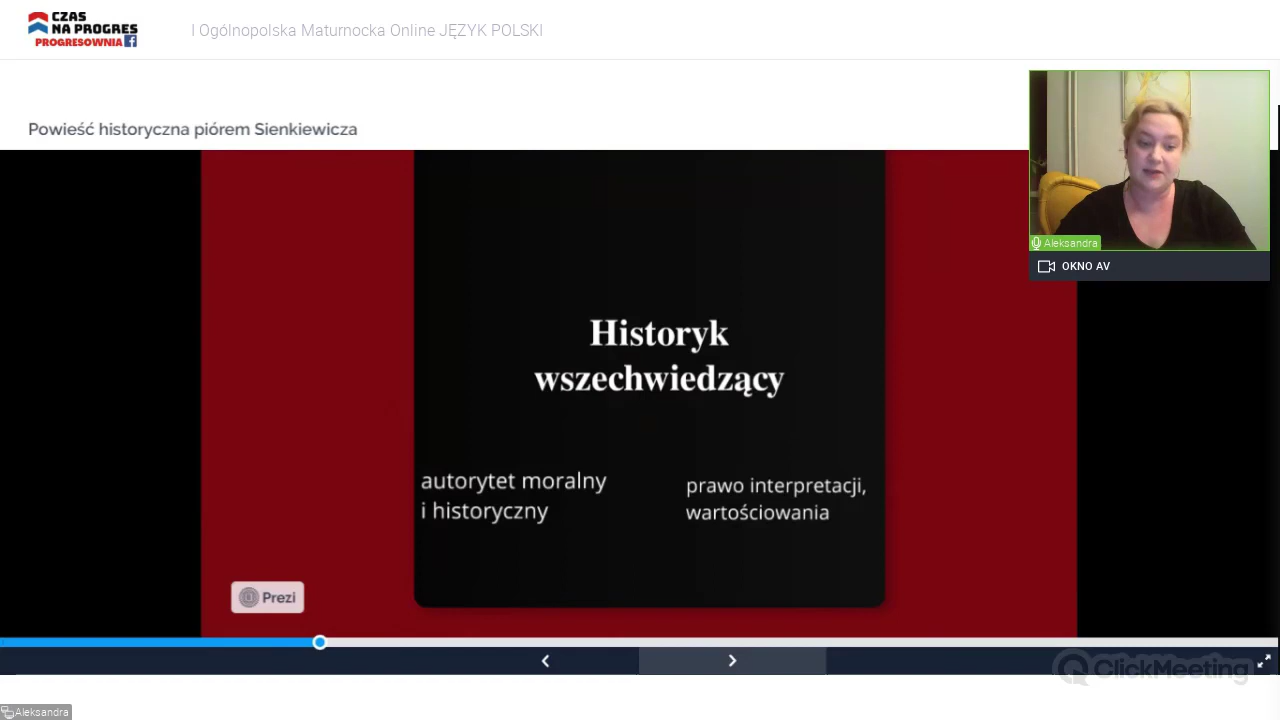 CZAS
NA PROGRES
PROGRESOWNIA
I Ogólnopolska Maturnocka Online JĘZYK POLSKI
Powieść historyczna piórem Sienkiewicza
Aleksandra
OKNO AV
Historyk
wszechwiedzący
autorytet moralny
i historyczny
prawo interpretacji,
wartościowania
Prezi
ClickMeeting
Aleksandra